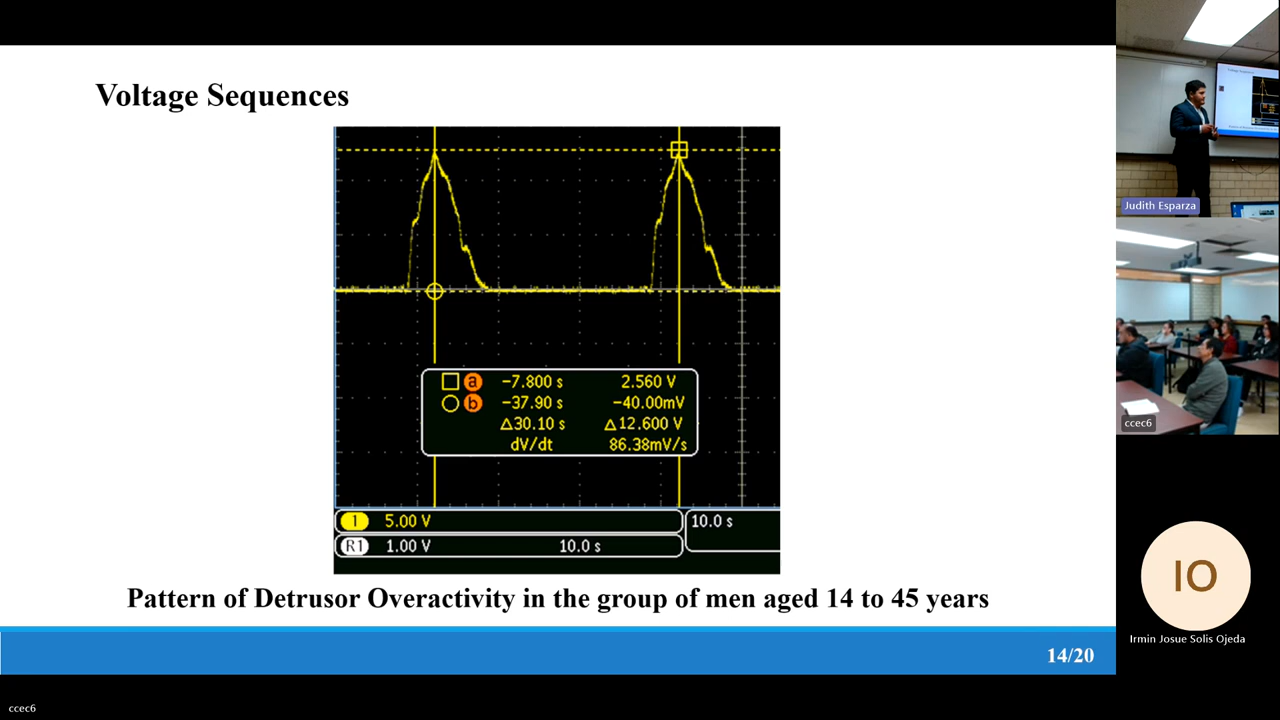 Voltage Sequences
□ a −7.800 s 2.560 V
○ b −37.90 s −40.00mV
△30.10 s △12.600 V
dV/dt 86.38mV/s
1 5.00 V
10.0 s
R1 1.00 V 10.0 s
Pattern of Detrusor Overactivity in the group of men aged 14 to 45 years
14/20
Judith Esparza
ccec6
IO
Irmin Josue Solis Ojeda
ccec6